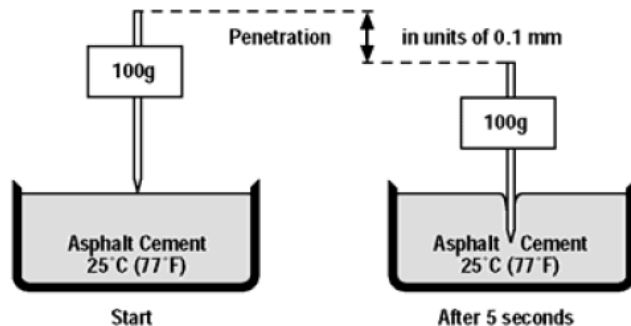 Penetration in units of 0.1 mm
100g
100g
Asphalt Cement
25°C (77°F)
Asphalt Cement
25°C (77°F)
Start
After 5 seconds